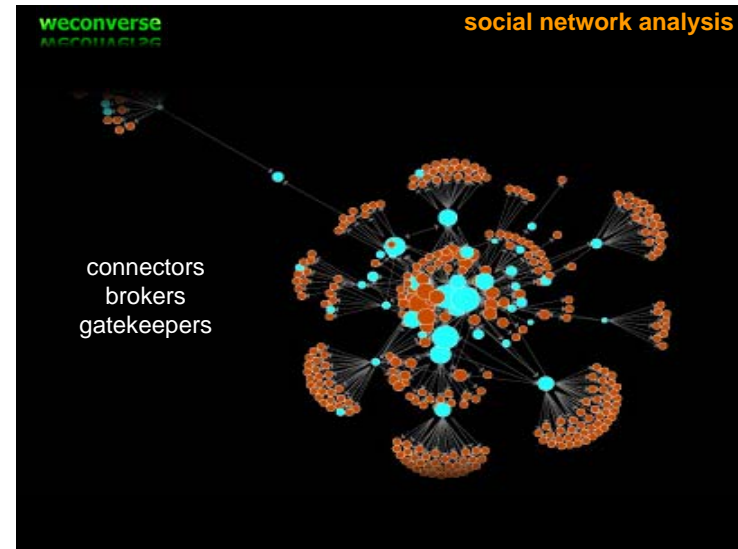 weconverse
social network analysis
connectors
brokers
gatekeepers